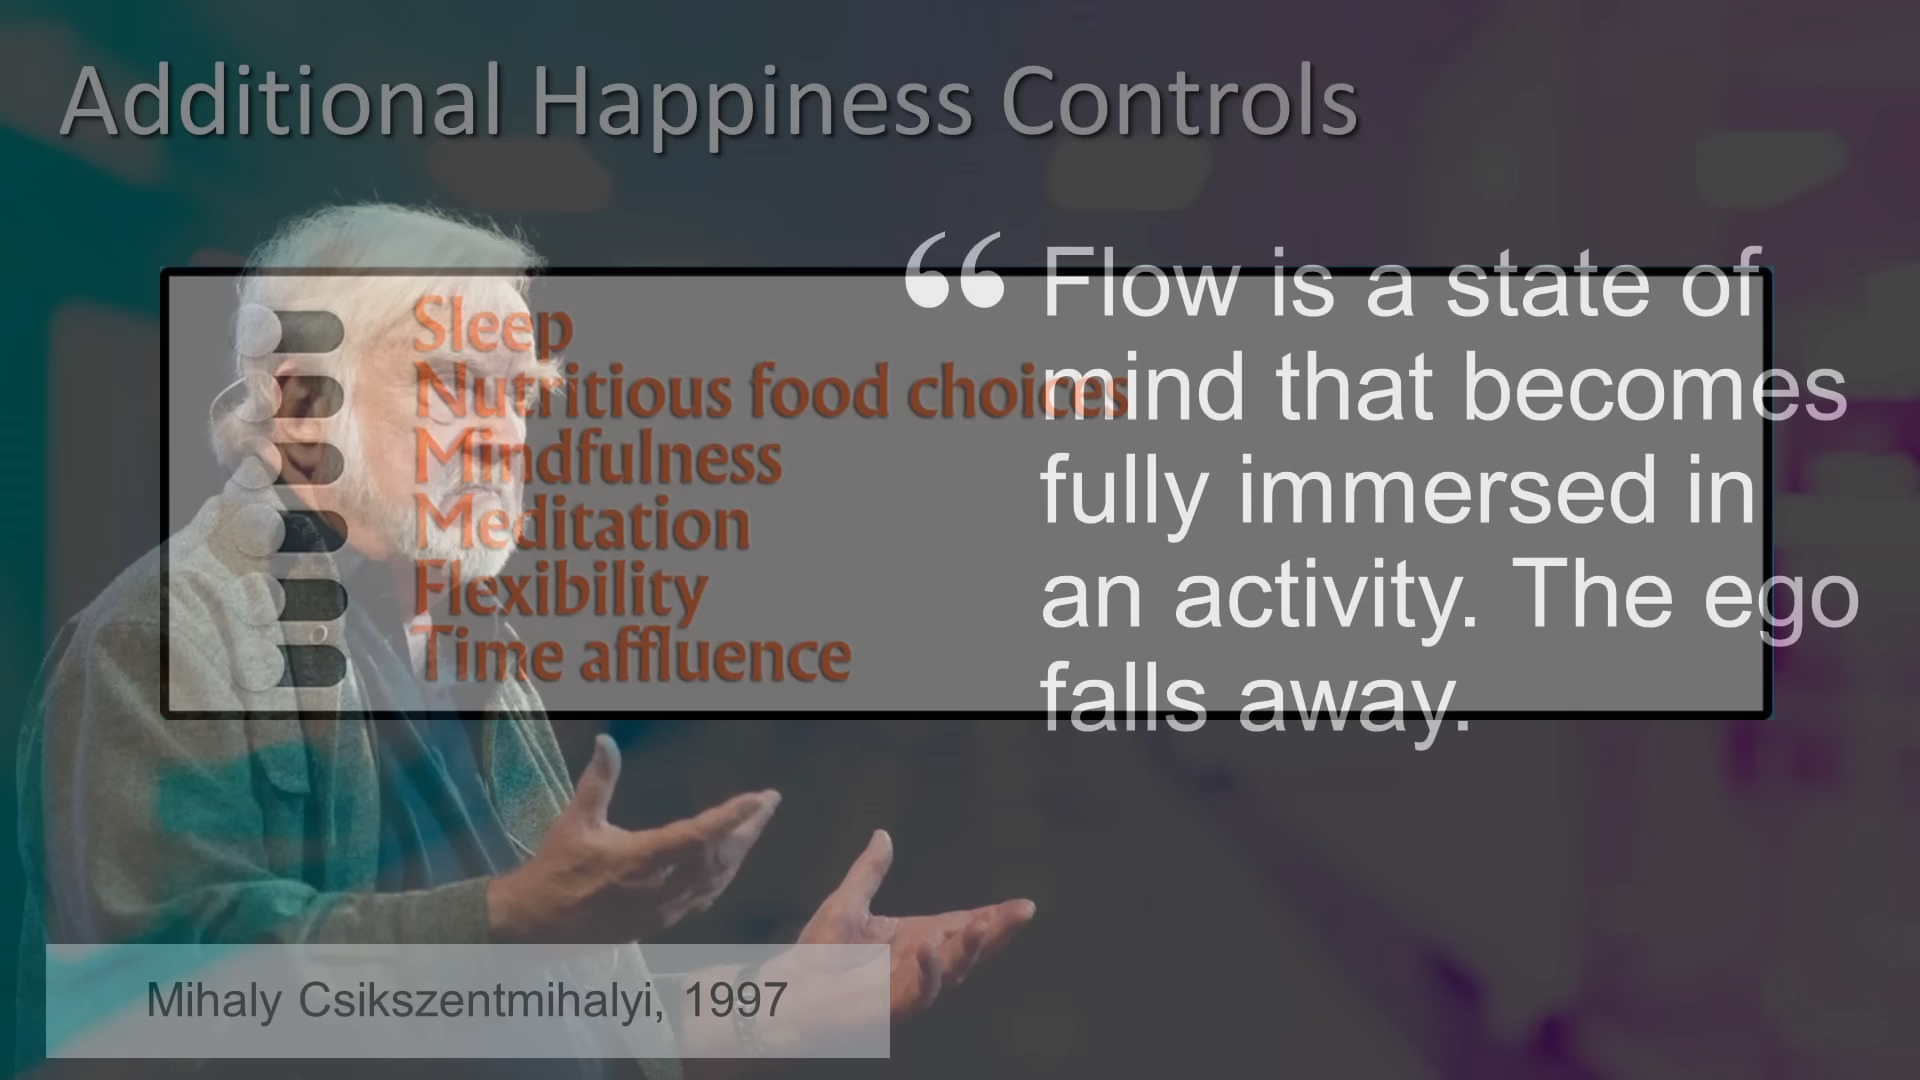 Additional Happiness Controls
Sleep
Nutritious food choices
Mindfulness
Meditation
Flexibility
Time affluence
“ Flow is a state of
mind that becomes
fully immersed in
an activity. The ego
falls away.
Mihaly Csikszentmihalyi, 1997